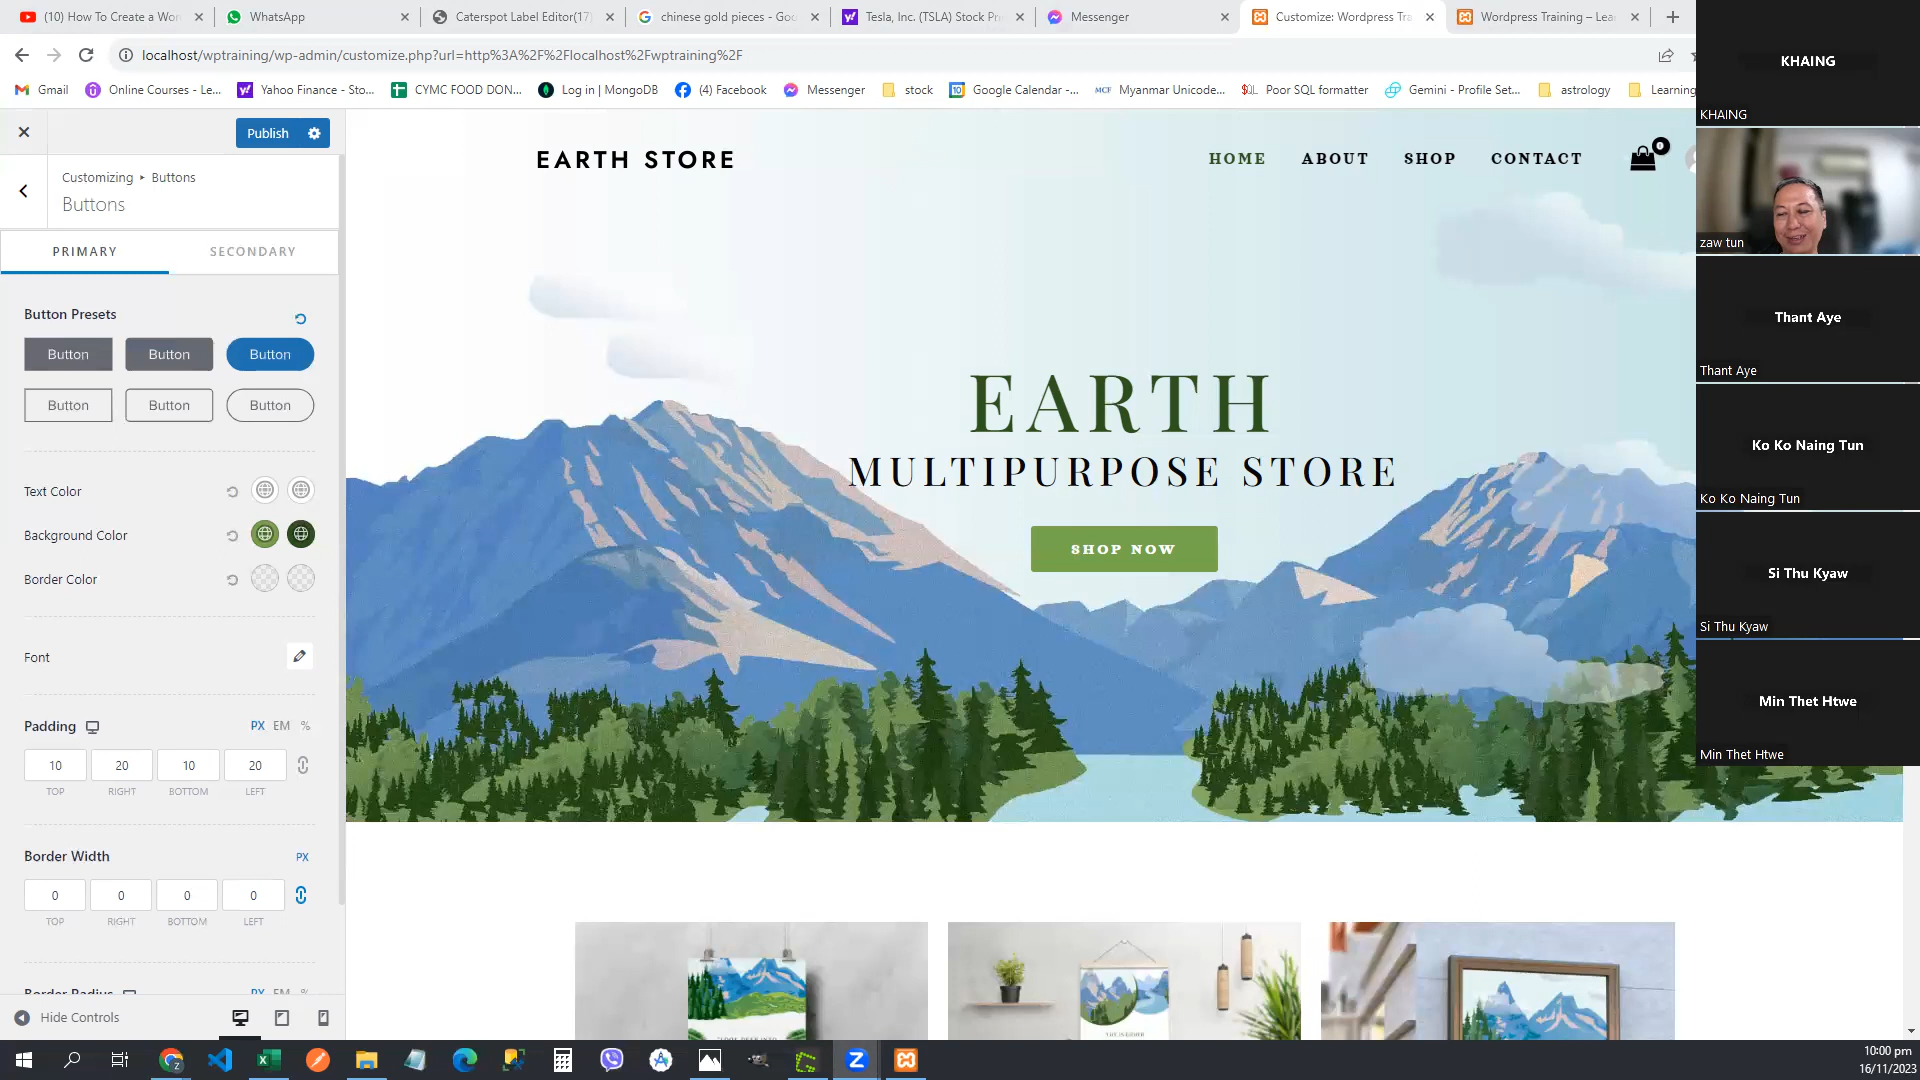 (10) How To Create a Wor
WhatsApp
Caterspot Label Editor(17)
chinese gold pieces - Goo
Tesla, Inc. (TSLA) Stock Pri
Messenger
Customize: Wordpress Tra
Wordpress Training – Lea
localhost/wptraining/wp-admin/customize.php?url=http%3A%2F%2Flocalhost%2Fwptraining%2F
Gmail
Online Courses - Le...
Yahoo Finance - Sto...
CYMC FOOD DON...
Log in | MongoDB
(4) Facebook
Messenger
stock
Google Calendar -...
MCF Myanmar Unicode...
SQL Poor SQL formatter
Gemini - Profile Set...
astrology
Learning
Publish
Customizing ▸ Buttons
Buttons
PRIMARY
SECONDARY
Button Presets
Button
Button
Button
Button
Button
Button
Text Color
Background Color
Border Color
Font
Padding
PX EM %
10
20
10
20
TOP
RIGHT
BOTTOM
LEFT
Border Width
PX
0
0
0
0
TOP
RIGHT
BOTTOM
LEFT
Border Radius
PX EM %
Hide Controls
EARTH STORE
HOME
ABOUT
SHOP
CONTACT
0
EARTH
MULTIPURPOSE STORE
SHOP NOW
KHAING
KHAING
zaw tun
Thant Aye
Thant Aye
Ko Ko Naing Tun
Ko Ko Naing Tun
Si Thu Kyaw
Si Thu Kyaw
Min Thet Htwe
Min Thet Htwe
10:00 pm
16/11/2023